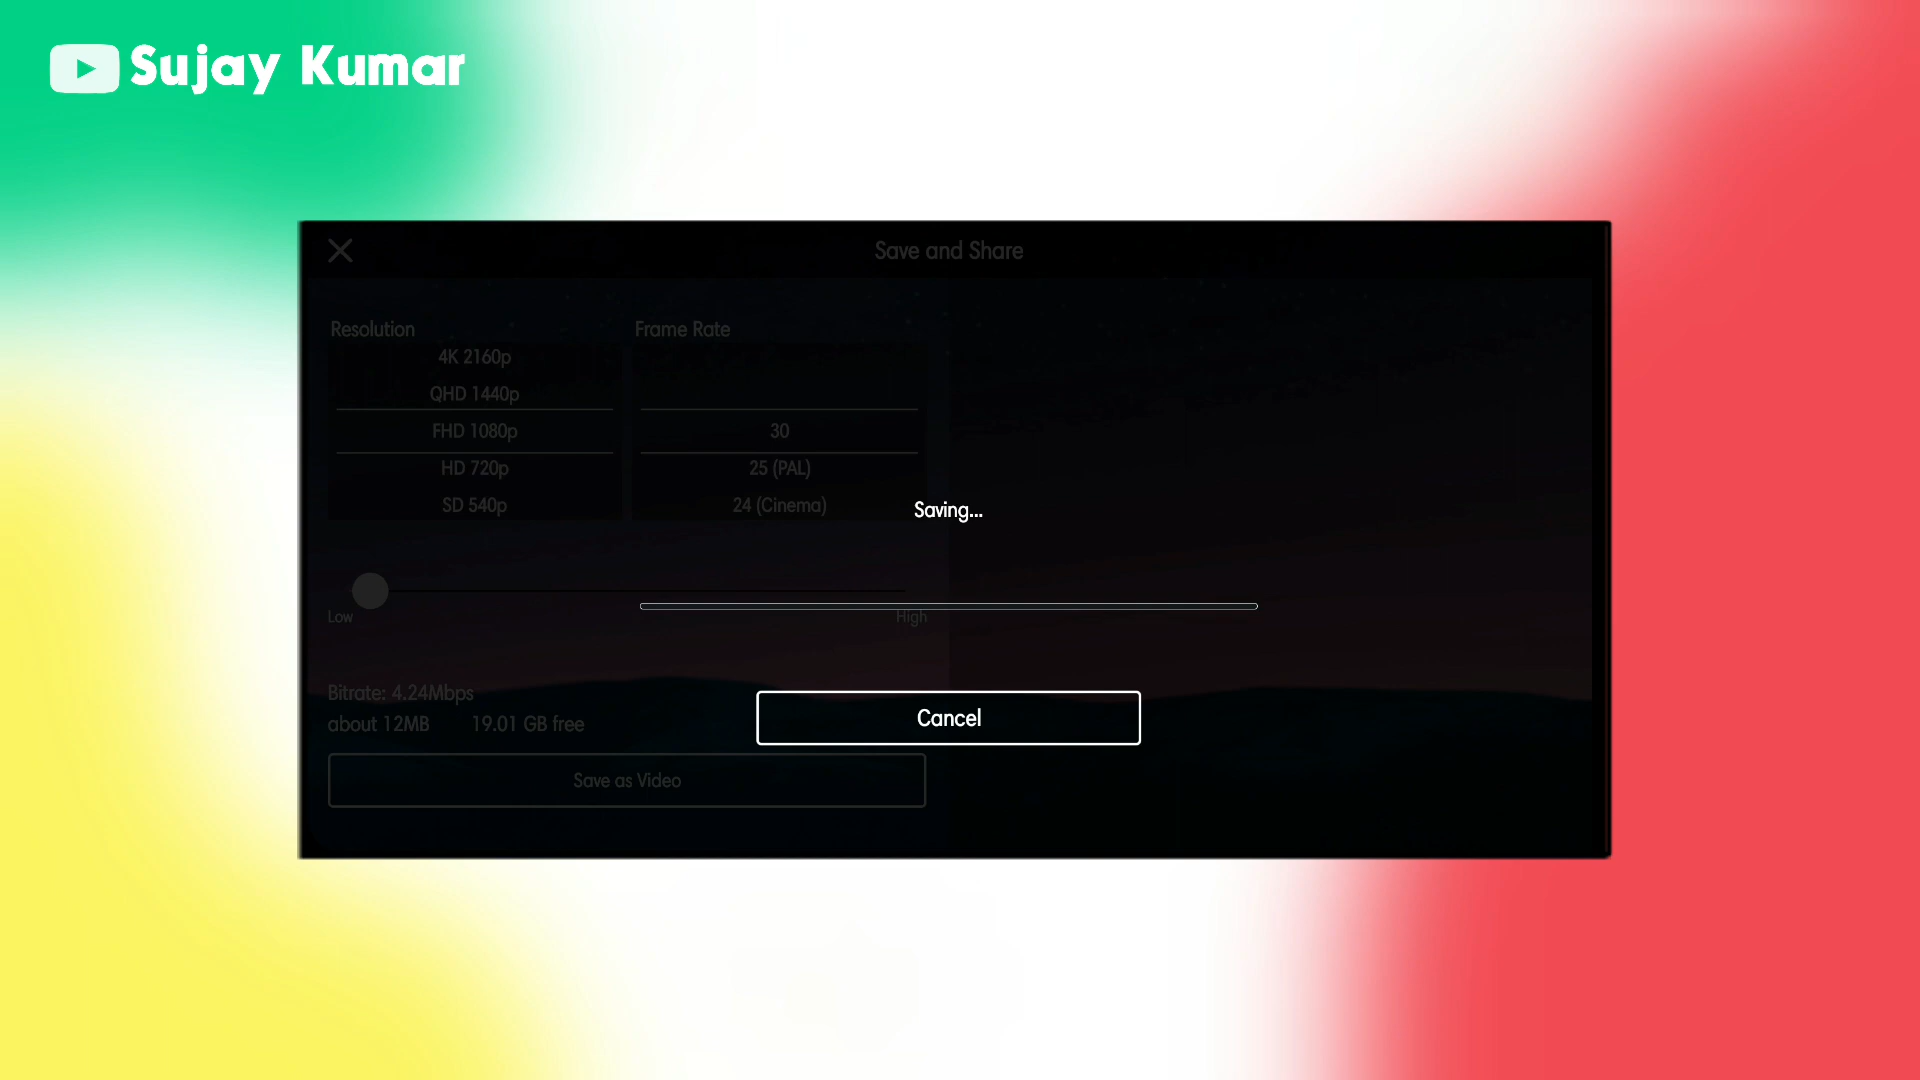 Sujay Kumar
Save and Share
Resolution
Frame Rate
4K 2160p
QHD 1440p
FHD 1080p
HD 720p
SD 540p
30
25 (PAL)
24 (Cinema)
Saving...
Low
High
Bitrate: 4.24Mbps
about 12MB
19.01 GB free
Cancel
Save as Video